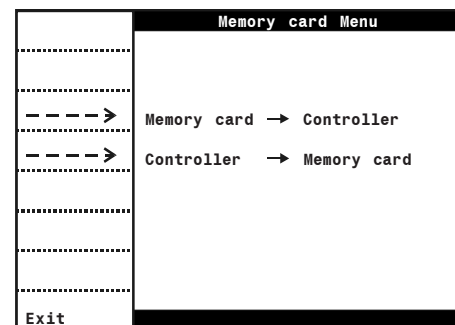 Memory card Menu
Memory card → Controller
Controller → Memory card
Exit